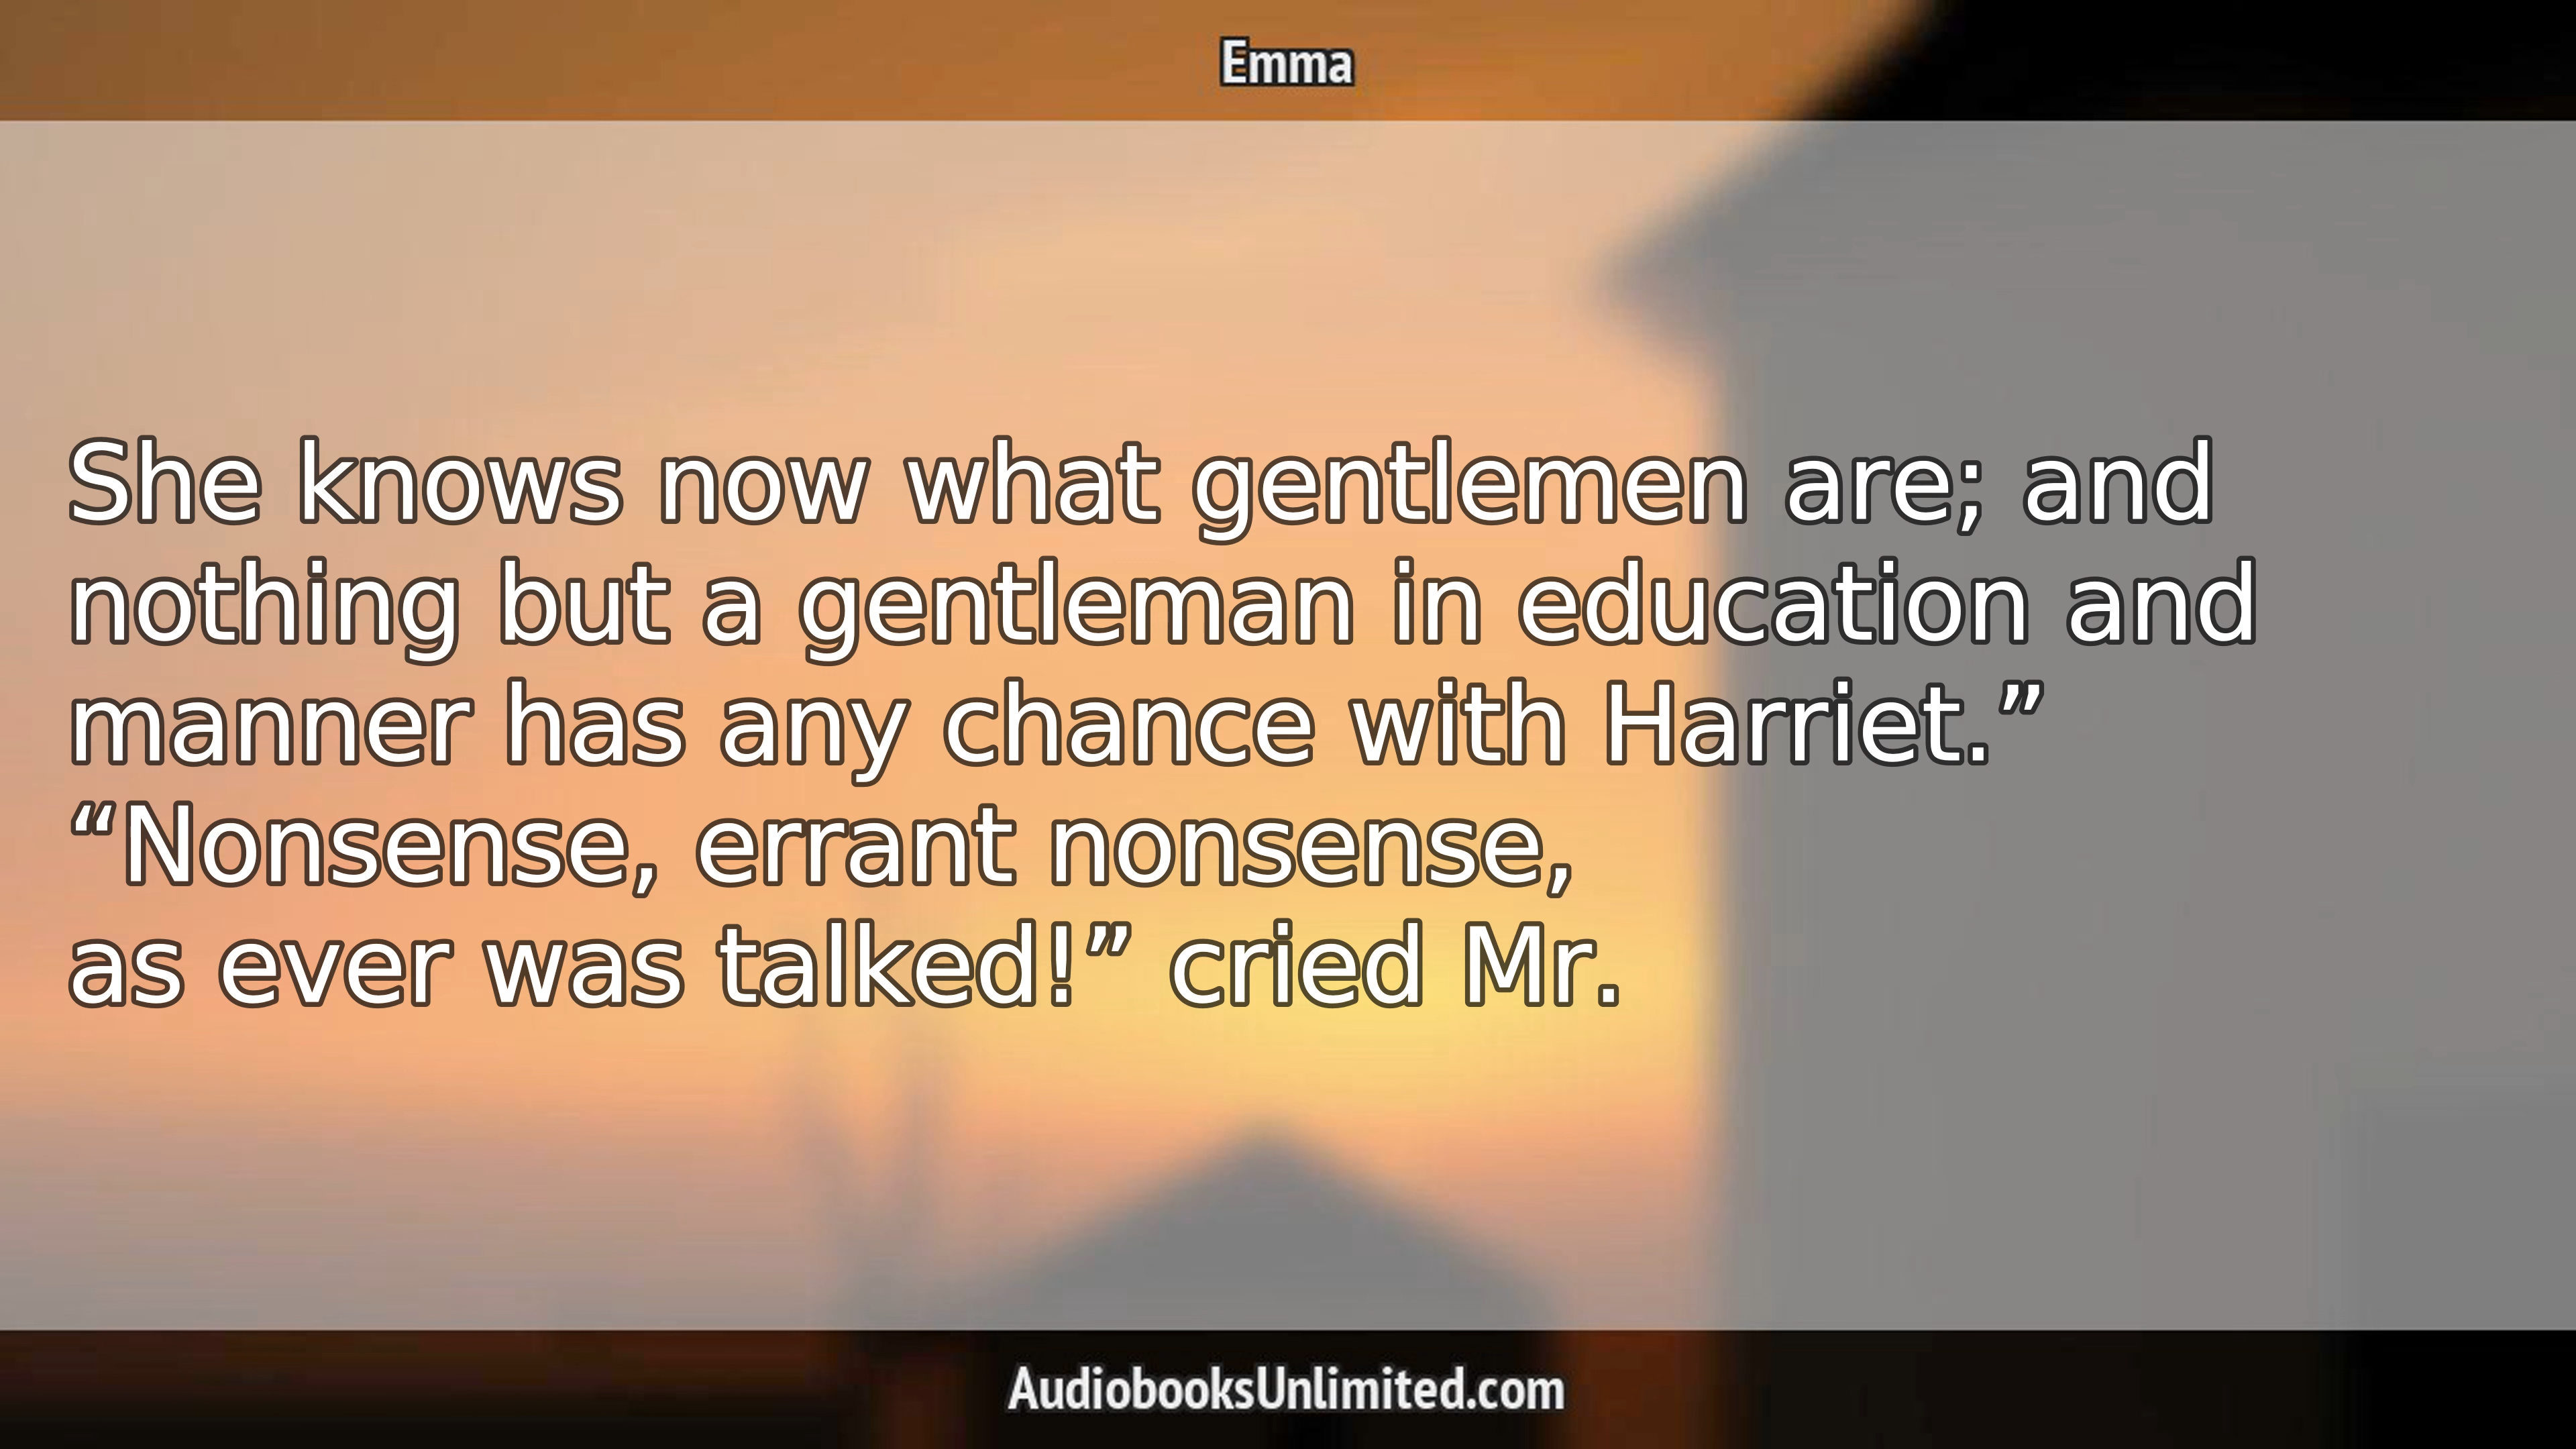 Emma
She knows now what gentlemen are; and
nothing but a gentleman in education and
manner has any chance with Harriet.”
“Nonsense, errant nonsense,
as ever was talked!” cried Mr.
AudiobooksUnlimited.com